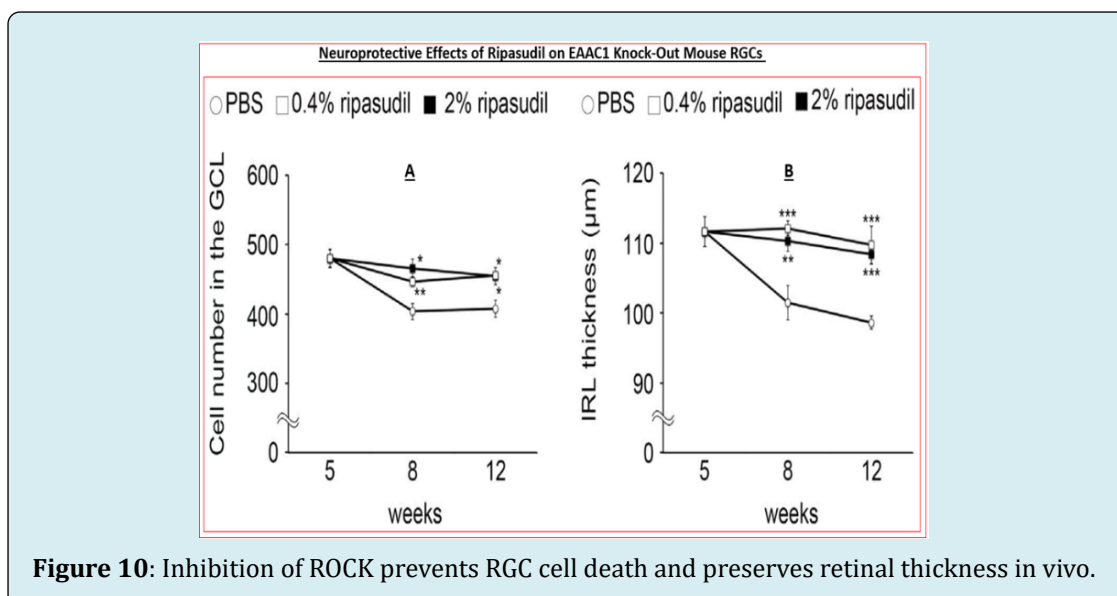 Neuroprotective Effects of Ripasudil on EAAC1 Knock-Out Mouse RGCs
PBS 0.4% ripasudil 2% ripasudil
PBS 0.4% ripasudil 2% ripasudil
A
Cell number in the GCL
600
500
400
300
0
*
**
*
*
5 8 12
weeks
B
IRL thickness (µm)
120
110
100
90
0
***
**
***
***
5 8 12
weeks
Figure 10: Inhibition of ROCK prevents RGC cell death and preserves retinal thickness in vivo.